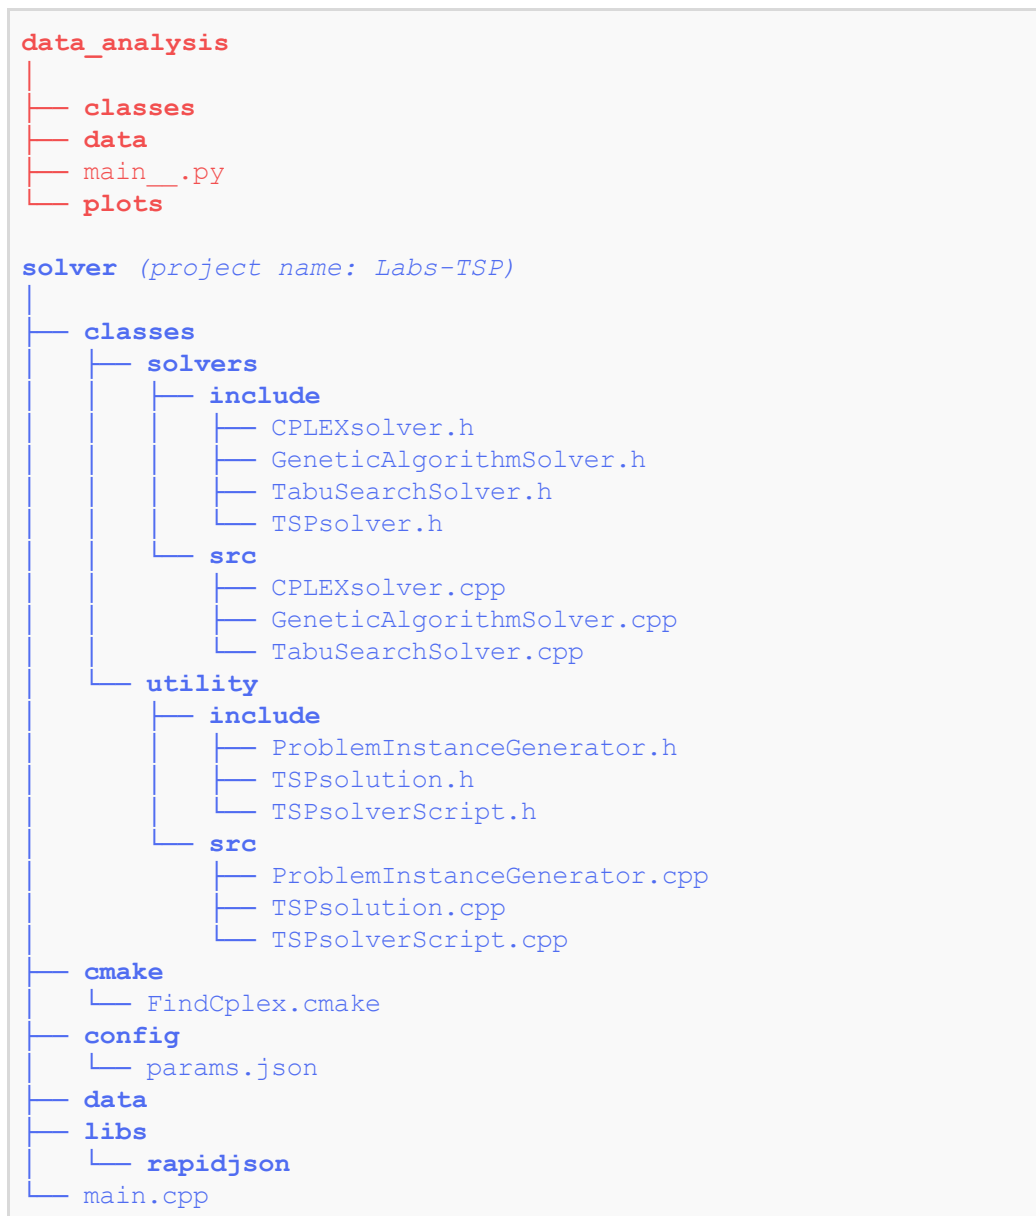 data_analysis
│
├── classes
├── data
├── main__.py
└── plots
solver (project name: Labs-TSP)
│
├── classes
│   ├── solvers
│   │   ├── include
│   │   │   ├── CPLEXsolver.h
│   │   │   ├── GeneticAlgorithmSolver.h
│   │   │   ├── TabuSearchSolver.h
│   │   │   └── TSPsolver.h
│   │   └── src
│   │       ├── CPLEXsolver.cpp
│   │       ├── GeneticAlgorithmSolver.cpp
│   │       └── TabuSearchSolver.cpp
│   └── utility
│       ├── include
│       │   ├── ProblemInstanceGenerator.h
│       │   ├── TSPsolution.h
│       │   └── TSPsolverScript.h
│       └── src
│           ├── ProblemInstanceGenerator.cpp
│           ├── TSPsolution.cpp
│           └── TSPsolverScript.cpp
├── cmake
│   └── FindCplex.cmake
├── config
│   └── params.json
├── data
├── libs
│   └── rapidjson
└── main.cpp